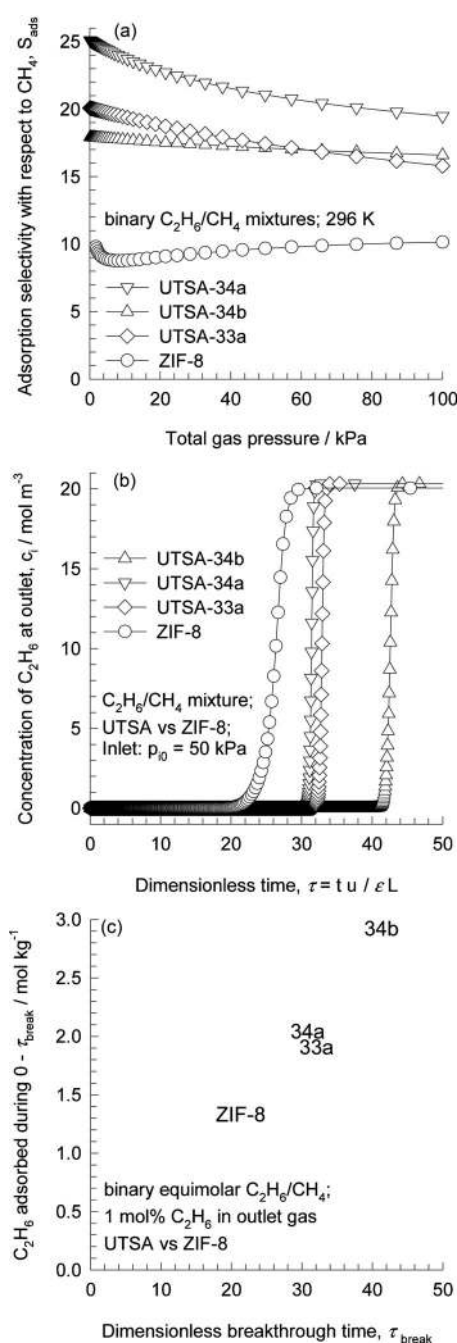 (a)
Adsorption selectivity with respect to CH₄, S_ads
25
20
15
10
5
0
binary C₂H₆/CH₄ mixtures; 296 K
UTSA-34a
UTSA-34b
UTSA-33a
ZIF-8
0 20 40 60 80 100
Total gas pressure / kPa
(b)
Concentration of C₂H₆ at outlet, cᵢ / mol m⁻³
20
15
10
5
0
UTSA-34b
UTSA-34a
UTSA-33a
ZIF-8
C₂H₆/CH₄ mixture;
UTSA vs ZIF-8;
Inlet: pᵢ₀ = 50 kPa
0 10 20 30 40 50
Dimensionless time, τ = t u / ε L
(c)
C₂H₆ adsorbed during 0 - τ_break / mol kg⁻¹
3.0
2.5
2.0
1.5
1.0
0.5
0.0
34b
34a
33a
ZIF-8
binary equimolar C₂H₆/CH₄;
1 mol% C₂H₆ in outlet gas
UTSA vs ZIF-8
0 10 20 30 40 50
Dimensionless breakthrough time, τ_break